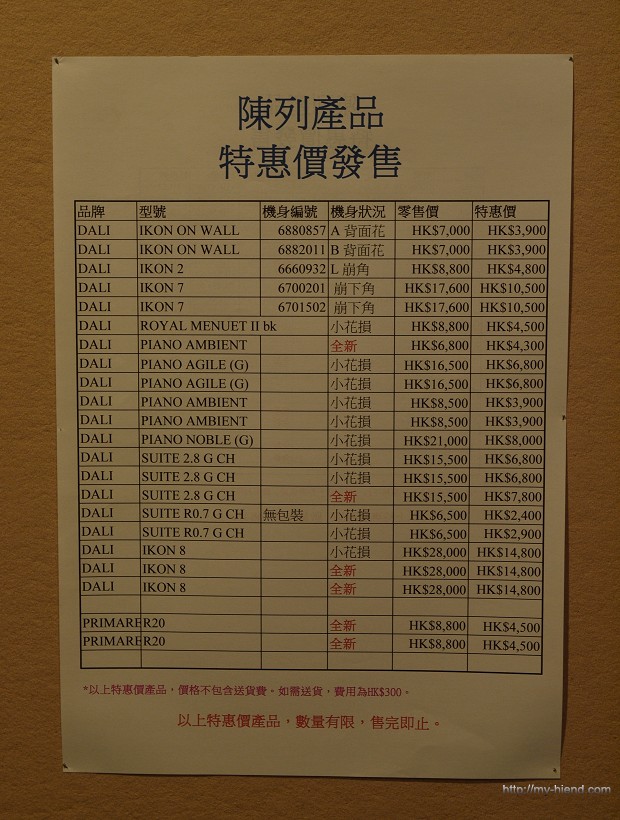 陳列產品
特惠價發售
品牌 型號 機身編號 機身狀況 零售價 特惠價
DALI IKON ON WALL 6880857 A 背面花 HK$7,000 HK$3,900
DALI IKON ON WALL 6882011 B 背面花 HK$7,000 HK$3,900
DALI IKON 2 6660932 L 崩角 HK$8,800 HK$4,800
DALI IKON 7 6700201 崩下角 HK$17,600 HK$10,500
DALI IKON 7 6701502 崩下角 HK$17,600 HK$10,500
DALI ROYAL MENUET II bk 小花損 HK$8,800 HK$4,500
DALI PIANO AMBIENT 全新 HK$6,800 HK$4,300
DALI PIANO AGILE (G) 小花損 HK$16,500 HK$6,800
DALI PIANO AGILE (G) 小花損 HK$16,500 HK$6,800
DALI PIANO AMBIENT 小花損 HK$8,500 HK$3,900
DALI PIANO AMBIENT 小花損 HK$8,500 HK$3,900
DALI PIANO NOBLE (G) 小花損 HK$21,000 HK$8,000
DALI SUITE 2.8 G CH 小花損 HK$15,500 HK$6,800
DALI SUITE 2.8 G CH 小花損 HK$15,500 HK$6,800
DALI SUITE 2.8 G CH 全新 HK$15,500 HK$7,800
DALI SUITE R0.7 G CH 無包裝 小花損 HK$6,500 HK$2,400
DALI SUITE R0.7 G CH 小花損 HK$6,500 HK$2,900
DALI IKON 8 小花損 HK$28,000 HK$14,800
DALI IKON 8 全新 HK$28,000 HK$14,800
DALI IKON 8 全新 HK$28,000 HK$14,800
PRIMARE R20 全新 HK$8,800 HK$4,500
PRIMARE R20 全新 HK$8,800 HK$4,500
*以上特惠價產品，價格不包含送貨費。如需送貨，費用為HK$300。
以上特惠價產品，數量有限，售完即止。
http://my-hiend.com